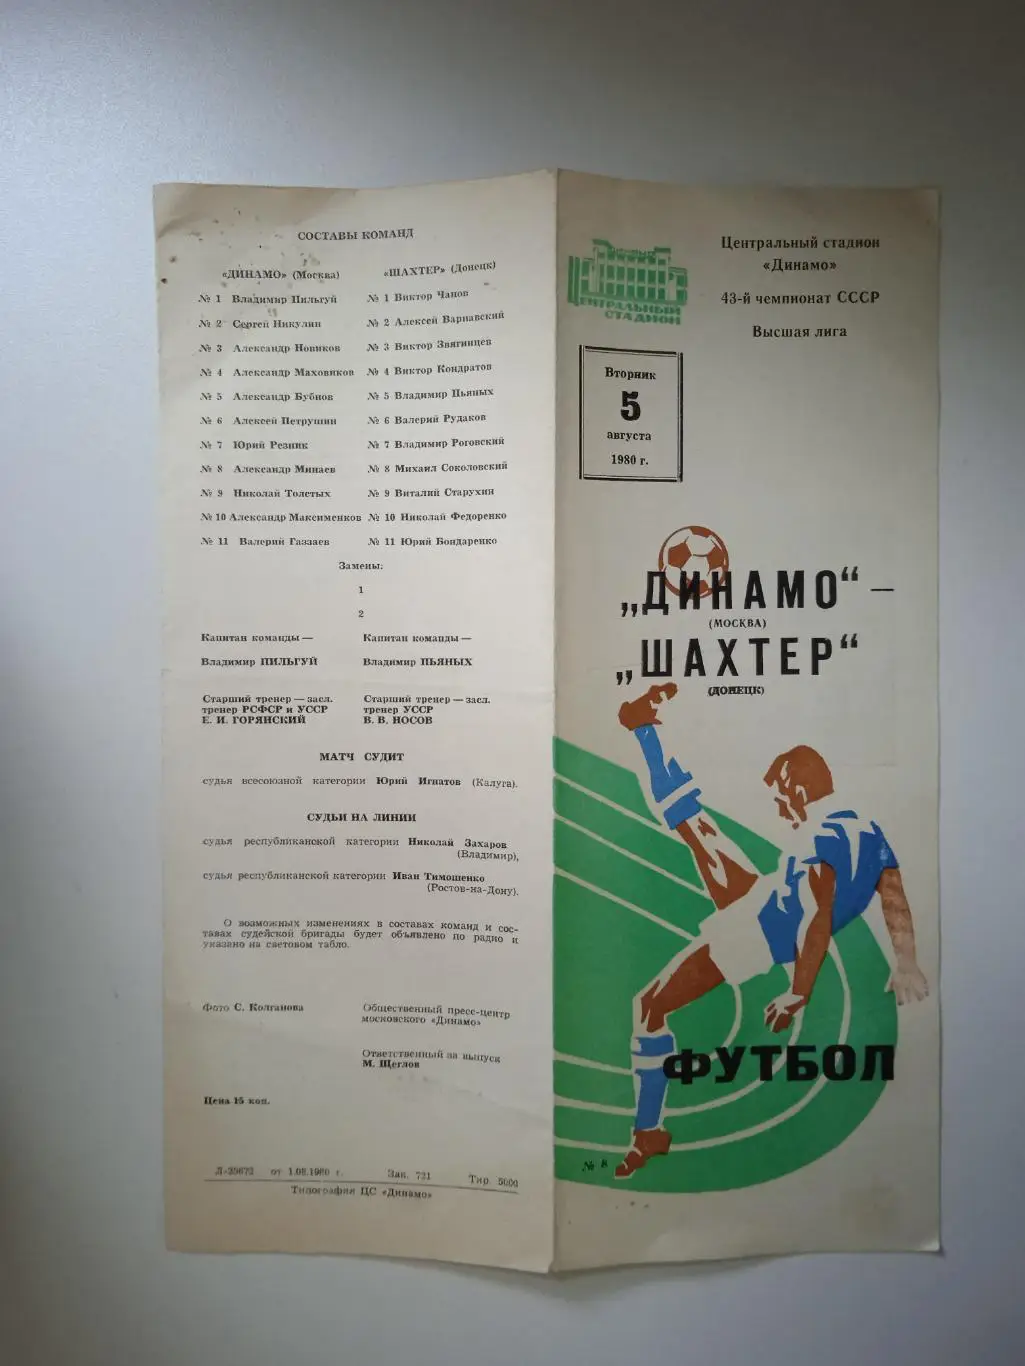 СОСТАВЫ КОМАНД
«ДИНАМО» (Москва)
№ 1 Владимир Пильгуй
№ 2 Сергей Никулин
№ 3 Александр Новиков
№ 4 Александр Маховиков
№ 5 Александр Бубнов
№ 6 Алексей Петрушин
№ 7 Юрий Резник
№ 8 Александр Минаев
№ 9 Николай Толстых
№ 10 Александр Максименков
№ 11 Валерий Газзаев
«ШАХТЕР» (Донецк)
№ 1 Виктор Чанов
№ 2 Алексей Варнавский
№ 3 Виктор Звягинцев
№ 4 Виктор Кондратов
№ 5 Владимир Пьяных
№ 6 Валерий Рудаков
№ 7 Владимир Роговский
№ 8 Михаил Соколовский
№ 9 Виталий Старухин
№ 10 Николай Федоренко
№ 11 Юрий Бондаренко
Замены:
1
2
Капитан команды —
Владимир ПИЛЬГУЙ
Старший тренер — засл.
тренер РСФСР и УССР
Е. И. ГОРЯНСКИЙ
Капитан команды —
Владимир ПЬЯНЫХ
Старший тренер — засл.
тренер УССР
В. В. НОСОВ
МАТЧ СУДИТ
судья всесоюзной категории Юрий Игнатов (Калуга).
СУДЬИ НА ЛИНИИ
судья республиканской категории Николай Захаров
(Владимир),
судья республиканской категории Иван Тимошенко
(Ростов-на-Дону).
О возможных изменениях в составах команд и сос-
тавах судейской бригады будет объявлено по радио и
указано на световом табло.
Фото С. Колганова
Общественный пресс-центр
московского «Динамо»
Ответственный за выпуск
М. Щеглов
Цена 15 коп.
Л-25672 от 1.08.1980 г. Зак. 721 Тир. 5000
Типография ЦС «Динамо»
ЦЕНТРАЛЬНЫЙ
СТАДИОН
Центральный стадион
«Динамо»
43-й чемпионат СССР
Высшая лига
Вторник
5
августа
1980 г.
„ДИНАМО“ —
(МОСКВА)
„ШАХТЕР“
(ДОНЕЦК)
ФУТБОЛ
№ 8